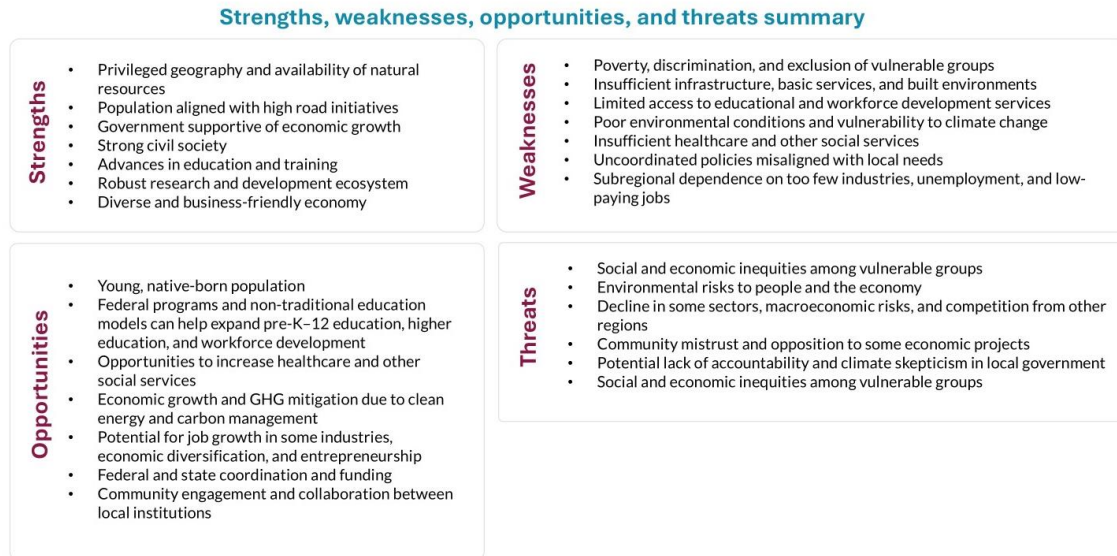 Strengths, weaknesses, opportunities, and threats summary
Strengths
• Privileged geography and availability of natural
resources
• Population aligned with high road initiatives
• Government supportive of economic growth
• Strong civil society
• Advances in education and training
• Robust research and development ecosystem
• Diverse and business-friendly economy
Weaknesses
• Poverty, discrimination, and exclusion of vulnerable groups
• Insufficient infrastructure, basic services, and built environments
• Limited access to educational and workforce development services
• Poor environmental conditions and vulnerability to climate change
• Insufficient healthcare and other social services
• Uncoordinated policies misaligned with local needs
• Subregional dependence on too few industries, unemployment, and low-
paying jobs
Opportunities
• Young, native-born population
• Federal programs and non-traditional education
models can help expand pre-K–12 education, higher
education, and workforce development
• Opportunities to increase healthcare and other
social services
• Economic growth and GHG mitigation due to clean
energy and carbon management
• Potential for job growth in some industries,
economic diversification, and entrepreneurship
• Federal and state coordination and funding
• Community engagement and collaboration between
local institutions
Threats
• Social and economic inequities among vulnerable groups
• Environmental risks to people and the economy
• Decline in some sectors, macroeconomic risks, and competition from other
regions
• Community mistrust and opposition to some economic projects
• Potential lack of accountability and climate skepticism in local government
• Social and economic inequities among vulnerable groups